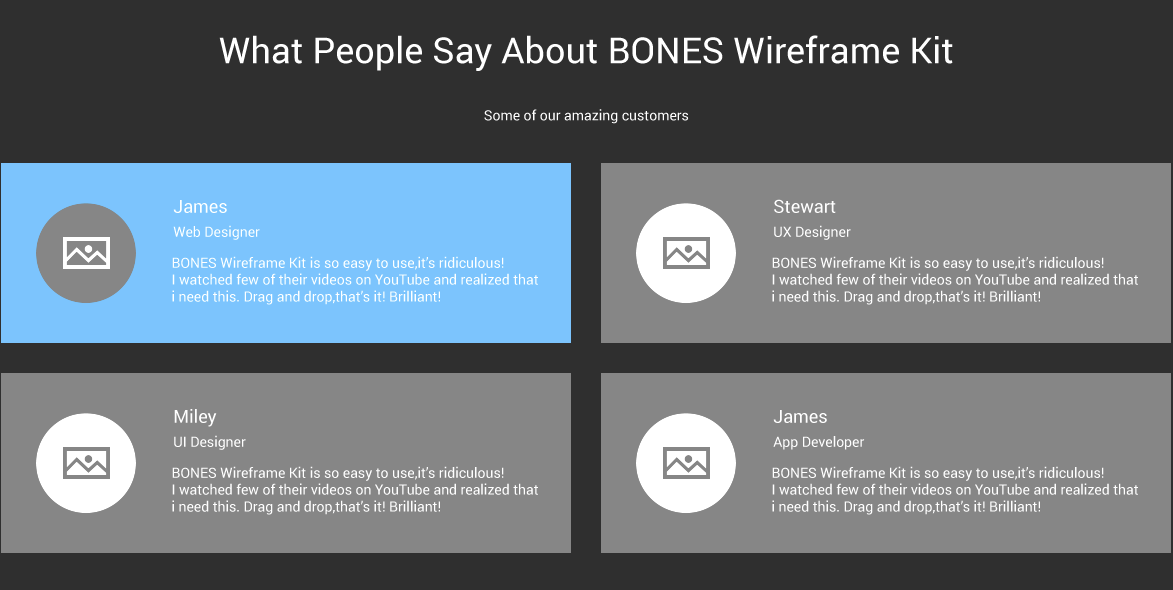 What People Say About BONES Wireframe Kit
Some of our amazing customers
James
Web Designer
BONES Wireframe Kit is so easy to use,it's ridiculous!
I watched few of their videos on YouTube and realized that
i need this. Drag and drop,that's it! Brilliant!
Stewart
UX Designer
BONES Wireframe Kit is so easy to use,it's ridiculous!
I watched few of their videos on YouTube and realized that
i need this. Drag and drop,that's it! Brilliant!
Miley
UI Designer
BONES Wireframe Kit is so easy to use,it's ridiculous!
I watched few of their videos on YouTube and realized that
i need this. Drag and drop,that's it! Brilliant!
James
App Developer
BONES Wireframe Kit is so easy to use,it's ridiculous!
I watched few of their videos on YouTube and realized that
i need this. Drag and drop,that's it! Brilliant!